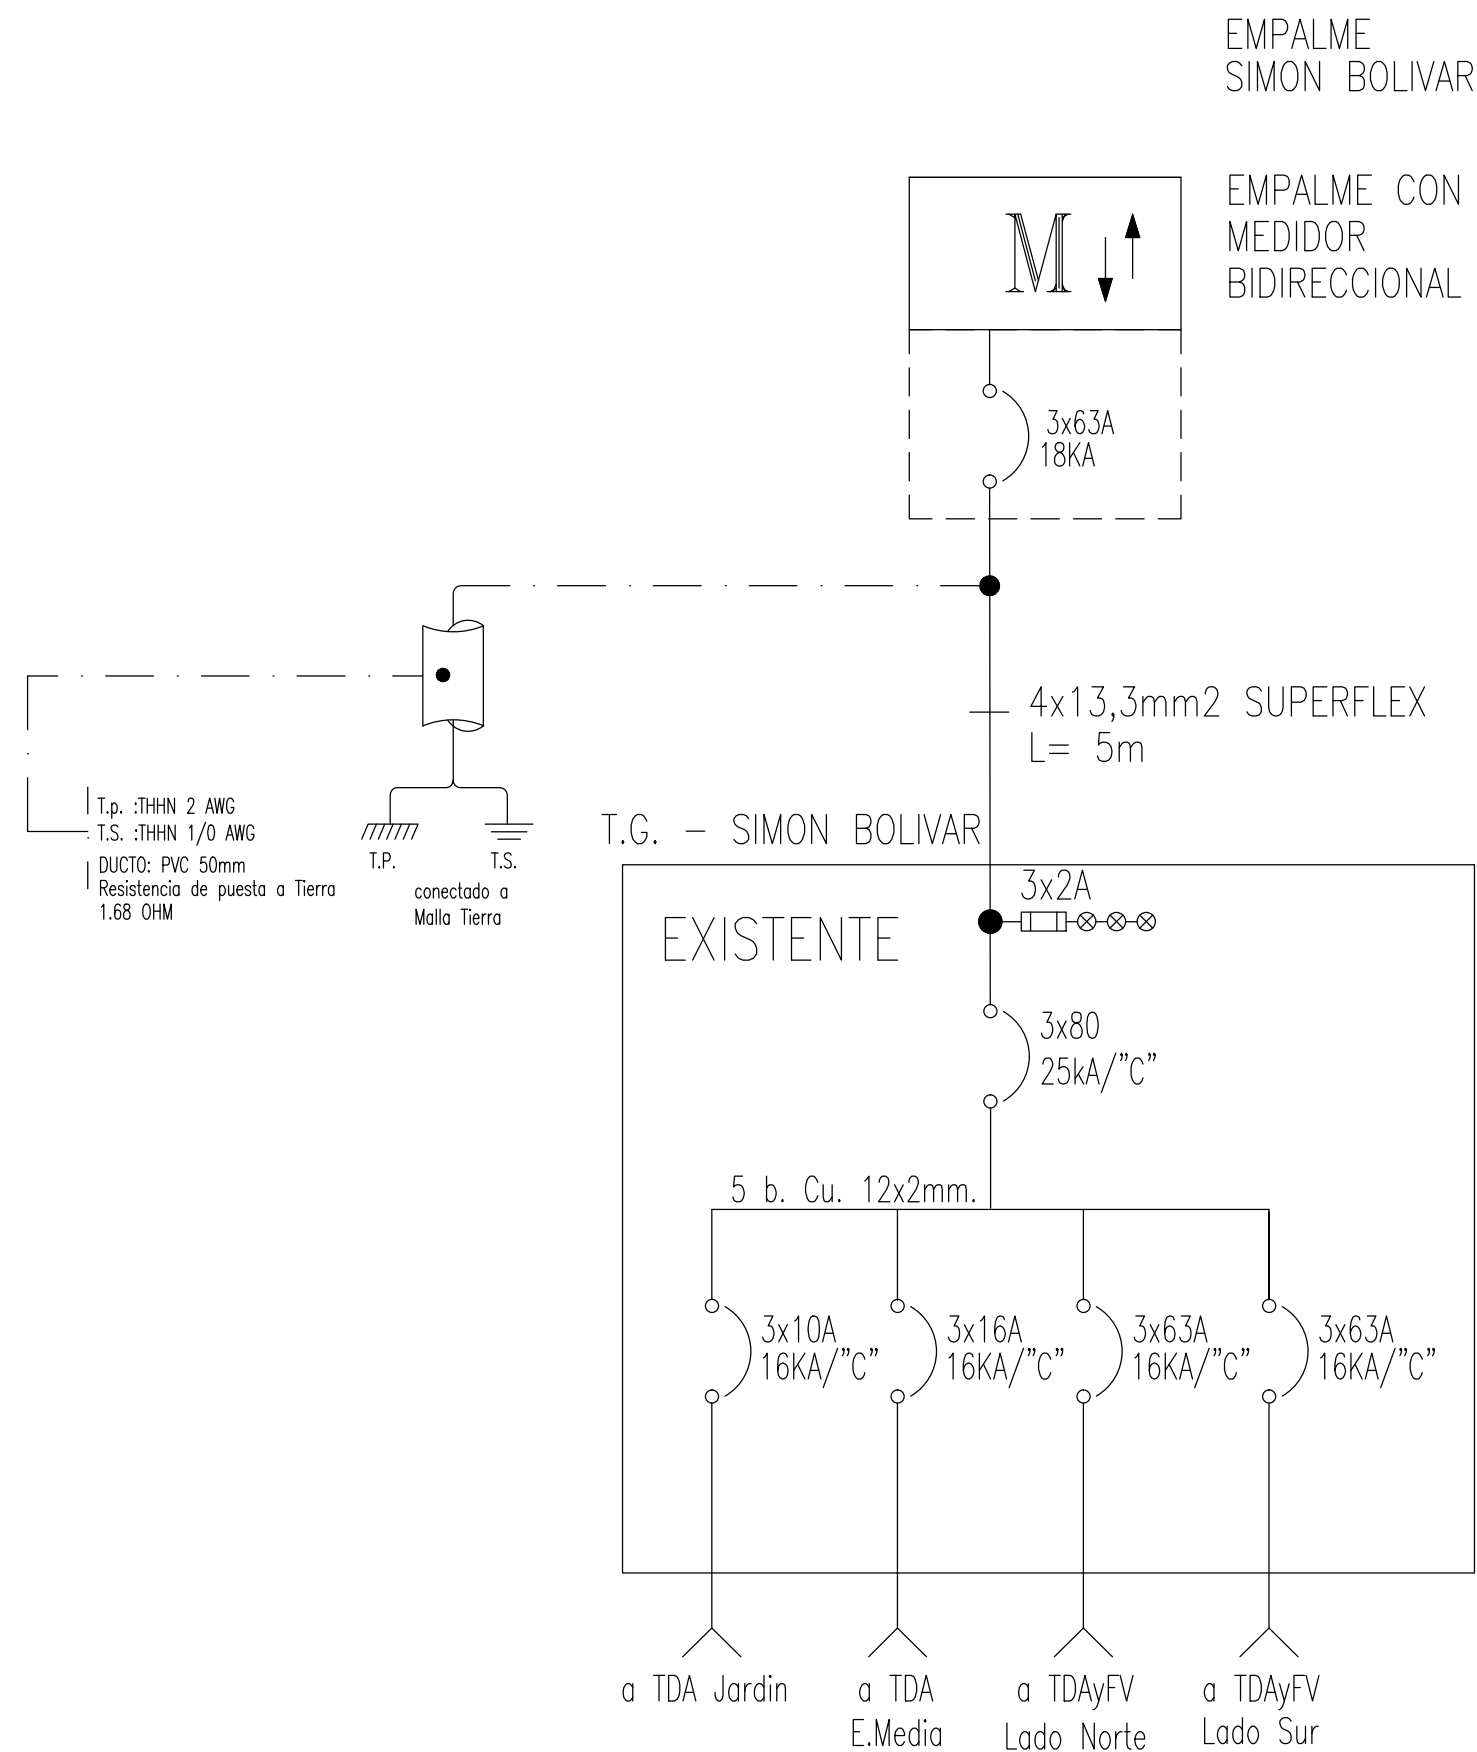 EMPALME
SIMON BOLIVAR
EMPALME CON
MEDIDOR
BIDIRECCIONAL
M
3x63A
18KA
4x13,3mm2 SUPERFLEX
L= 5m
T.p. :THHN 2 AWG
T.S. :THHN 1/0 AWG
DUCTO: PVC 50mm
Resistencia de puesta a Tierra
1.68 OHM
T.P.
T.S.
conectado a
Malla Tierra
T.G. - SIMON BOLIVAR
3x2A
EXISTENTE
3x80
25kA/"C"
5 b. Cu. 12x2mm.
3x10A
16KA/"C"
3x16A
16KA/"C"
3x63A
16KA/"C"
3x63A
16KA/"C"
a TDA Jardin
a TDA
E.Media
a TDAyFV
Lado Norte
a TDAyFV
Lado Sur